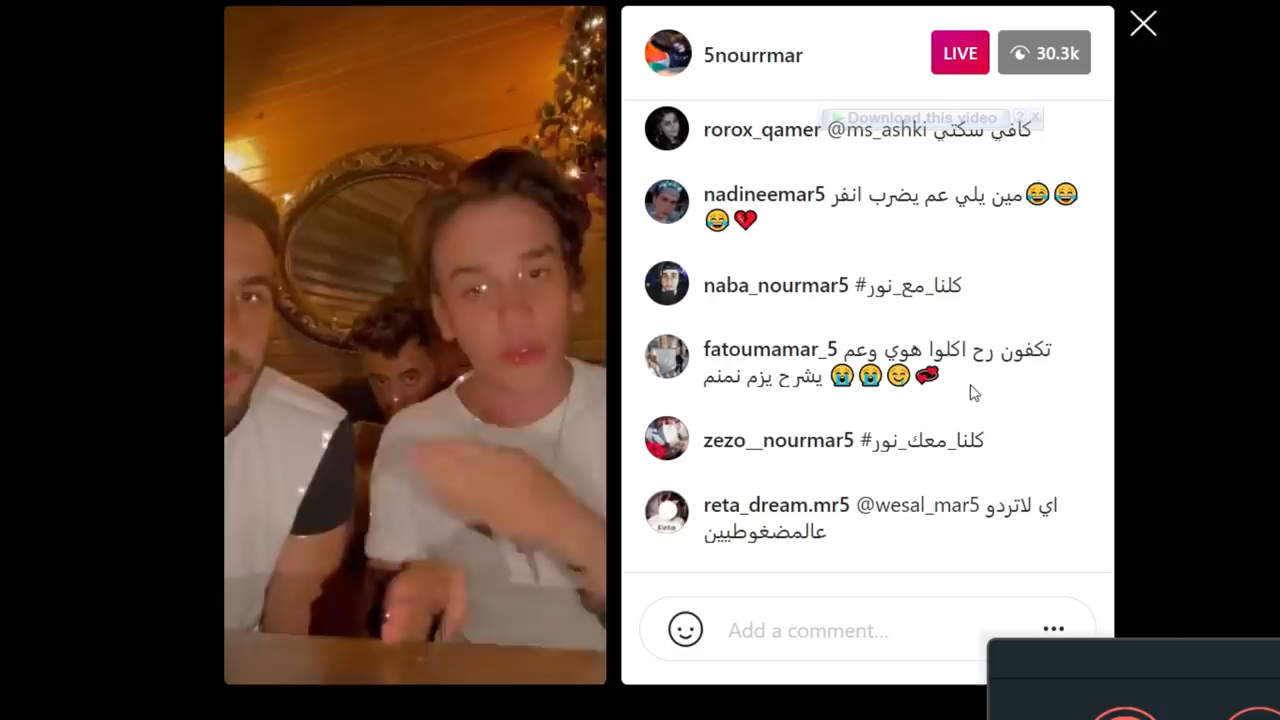 5nourrmar
LIVE
30.3k
Download this video ? x
rorox_qamer @ms_ashki كافي سكتي
nadineemar5 مين يلي عم يضرب انفر😂😂
😂💔
naba_nourmar5 #كلنا_مع_نور
fatoumamar_5 تكفون رح اكلوا هوي وعم
يشرح يزم نمنم 😭😭😊💞
zezo__nourmar5 #كلنا_معك_نور
reta_dream.mr5 @wesal_mar5 اي لاتردو
عالمضغوطيين
Add a comment...